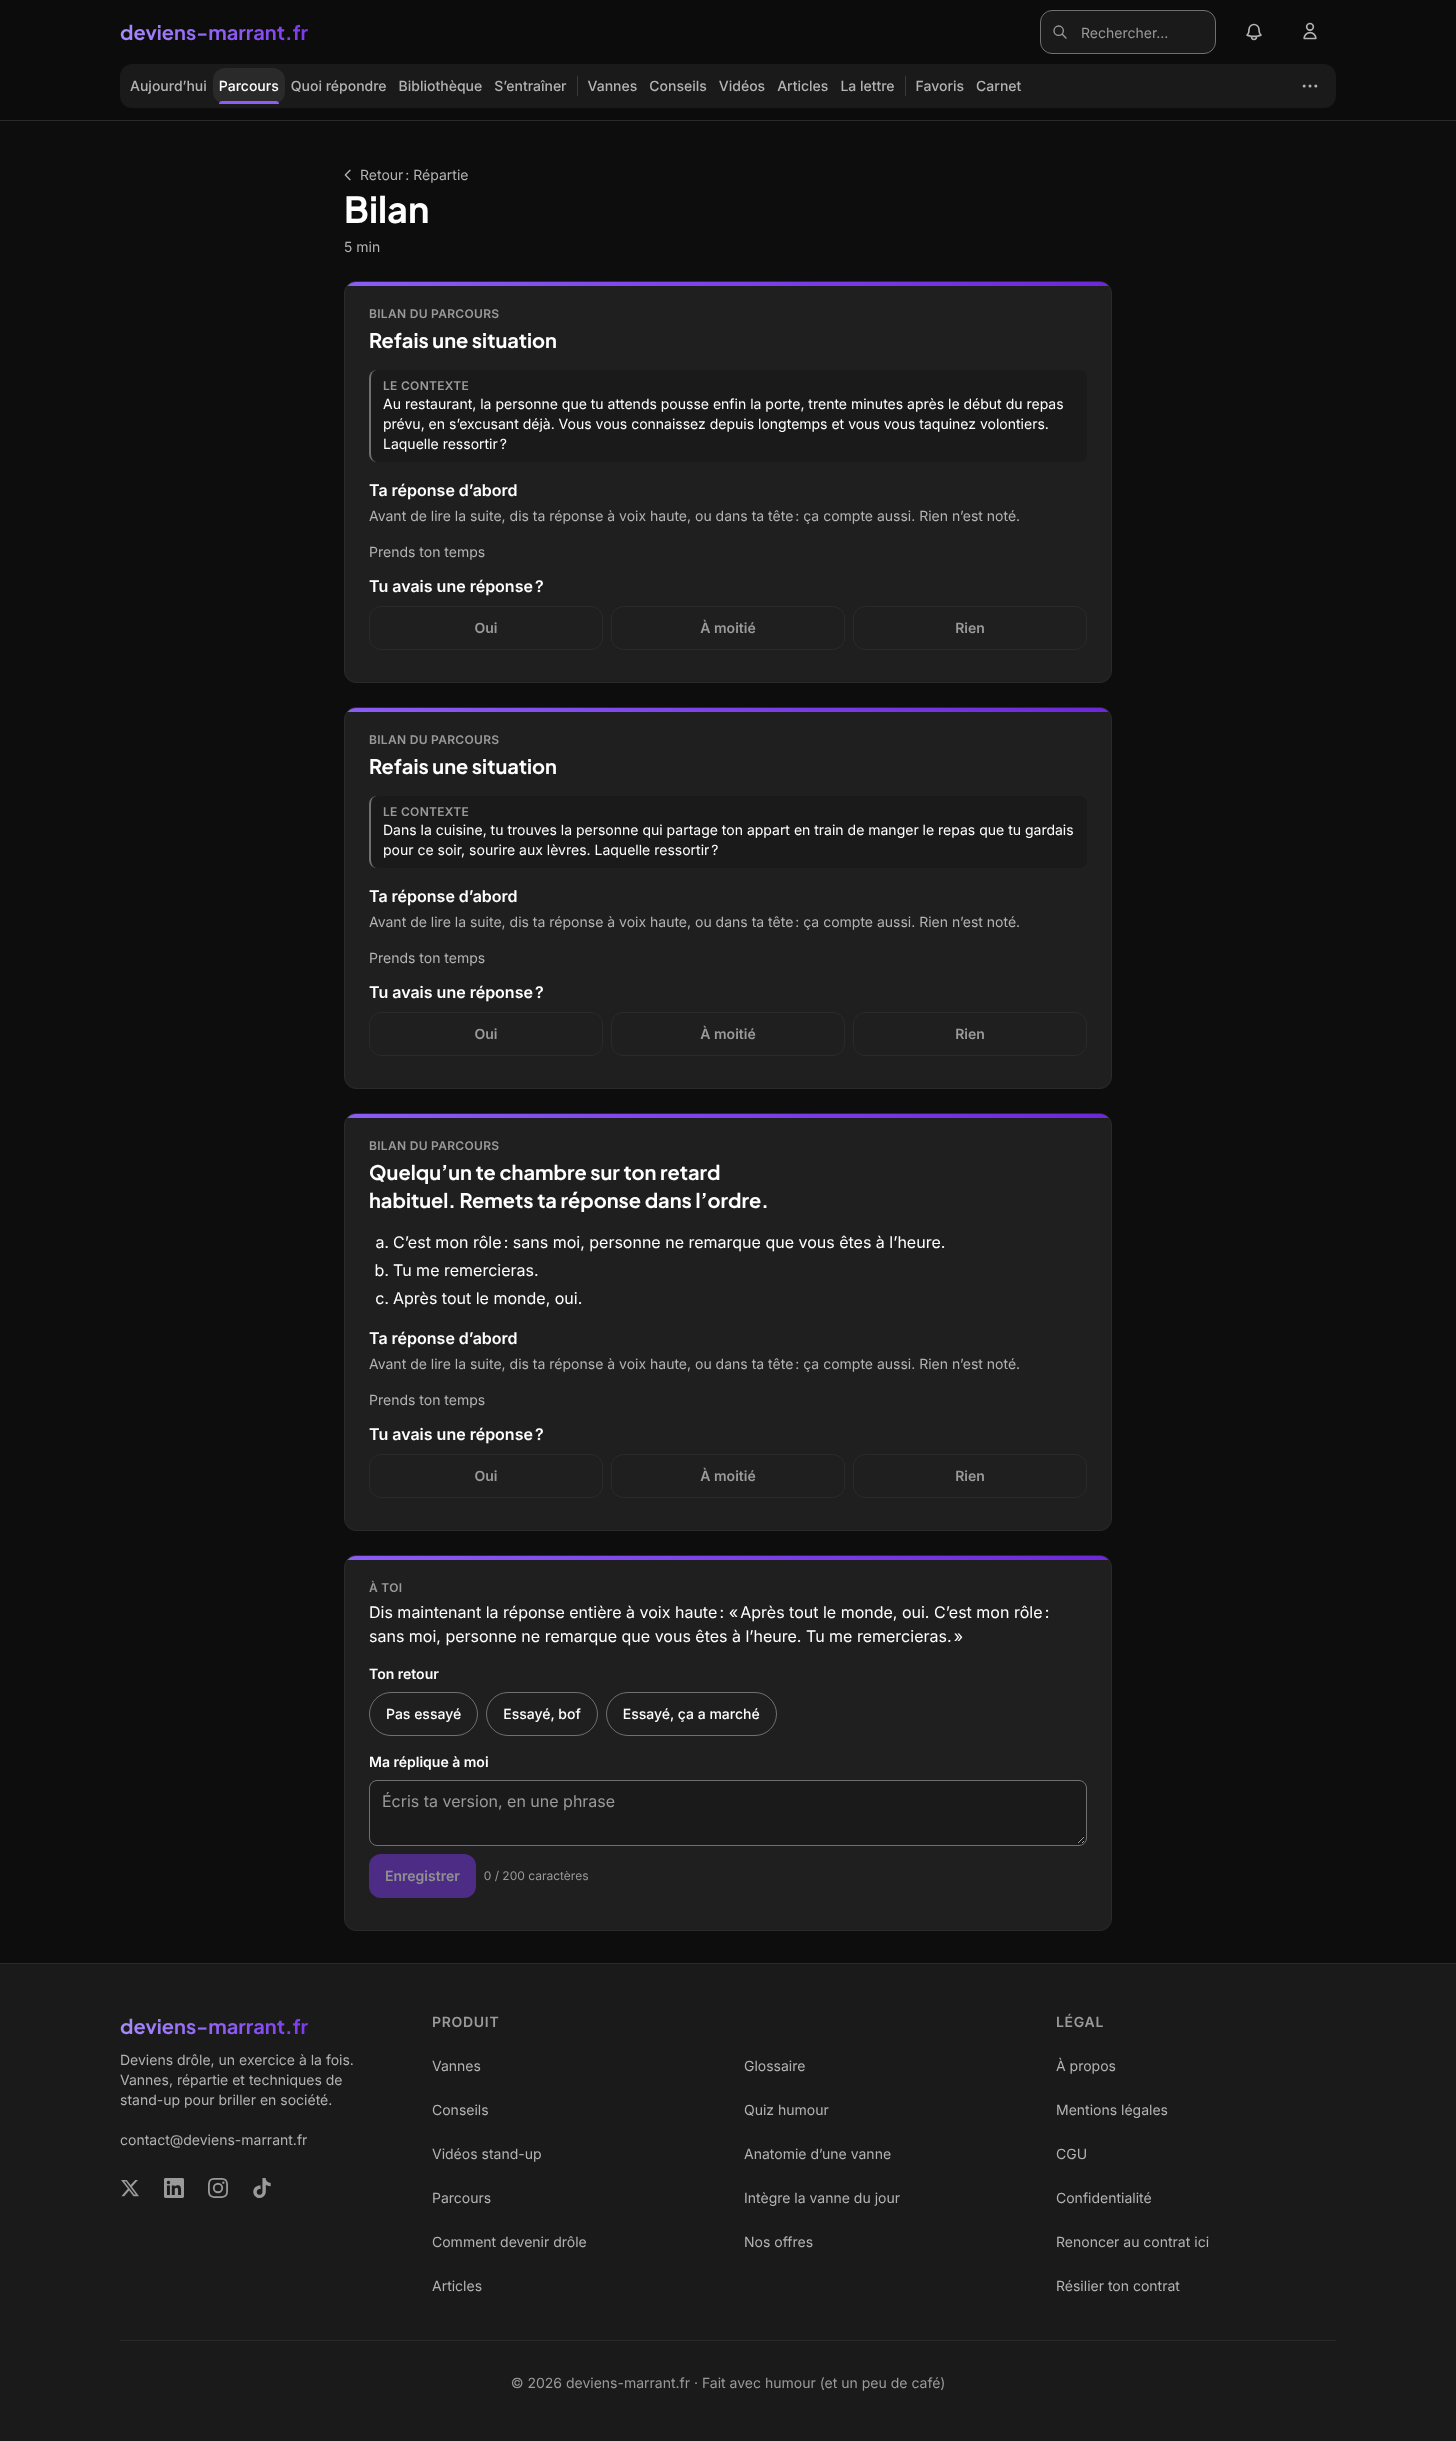 deviens-marrant.fr
Rechercher...
Aujourd’hui Parcours Quoi répondre Bibliothèque S’entraîner Vannes Conseils Vidéos Articles La lettre Favoris Carnet
Retour : Répartie
Bilan
5 min
BILAN DU PARCOURS
Refais une situation
LE CONTEXTE
Au restaurant, la personne que tu attends pousse enfin la porte, trente minutes après le début du repas
prévu, en s’excusant déjà. Vous vous connaissez depuis longtemps et vous vous taquinez volontiers.
Laquelle ressortir ?
Ta réponse d’abord
Avant de lire la suite, dis ta réponse à voix haute, ou dans ta tête : ça compte aussi. Rien n’est noté.
Prends ton temps
Tu avais une réponse ?
Oui À moitié Rien
BILAN DU PARCOURS
Refais une situation
LE CONTEXTE
Dans la cuisine, tu trouves la personne qui partage ton appart en train de manger le repas que tu gardais
pour ce soir, sourire aux lèvres. Laquelle ressortir ?
Ta réponse d’abord
Avant de lire la suite, dis ta réponse à voix haute, ou dans ta tête : ça compte aussi. Rien n’est noté.
Prends ton temps
Tu avais une réponse ?
Oui À moitié Rien
BILAN DU PARCOURS
Quelqu’un te chambre sur ton retard
habituel. Remets ta réponse dans l’ordre.
a. C’est mon rôle : sans moi, personne ne remarque que vous êtes à l’heure.
b. Tu me remercieras.
c. Après tout le monde, oui.
Ta réponse d’abord
Avant de lire la suite, dis ta réponse à voix haute, ou dans ta tête : ça compte aussi. Rien n’est noté.
Prends ton temps
Tu avais une réponse ?
Oui À moitié Rien
À TOI
Dis maintenant la réponse entière à voix haute : « Après tout le monde, oui. C’est mon rôle :
sans moi, personne ne remarque que vous êtes à l’heure. Tu me remercieras. »
Ton retour
Pas essayé Essayé, bof Essayé, ça a marché
Ma réplique à moi
Écris ta version, en une phrase
Enregistrer 0 / 200 caractères
deviens-marrant.fr
Deviens drôle, un exercice à la fois.
Vannes, répartie et techniques de
stand-up pour briller en société.
contact@deviens-marrant.fr
PRODUIT
Vannes
Conseils
Vidéos stand-up
Parcours
Comment devenir drôle
Articles
Glossaire
Quiz humour
Anatomie d’une vanne
Intègre la vanne du jour
Nos offres
LÉGAL
À propos
Mentions légales
CGU
Confidentialité
Renoncer au contrat ici
Résilier ton contrat
© 2026 deviens-marrant.fr · Fait avec humour (et un peu de café)